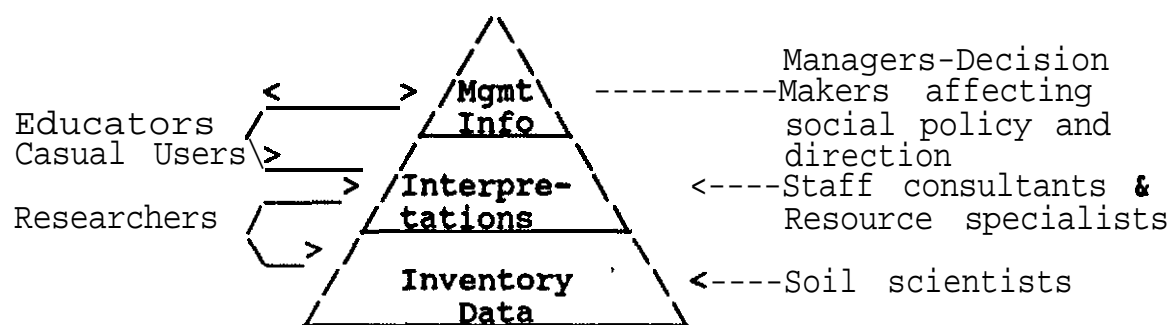 Managers-Decision
Mgmt ----------Makers affecting
Info social policy and
Educators direction
Casual Users
Interpre- <----Staff consultants &
Researchers tations Resource specialists
Inventory <----Soil scientists
Data